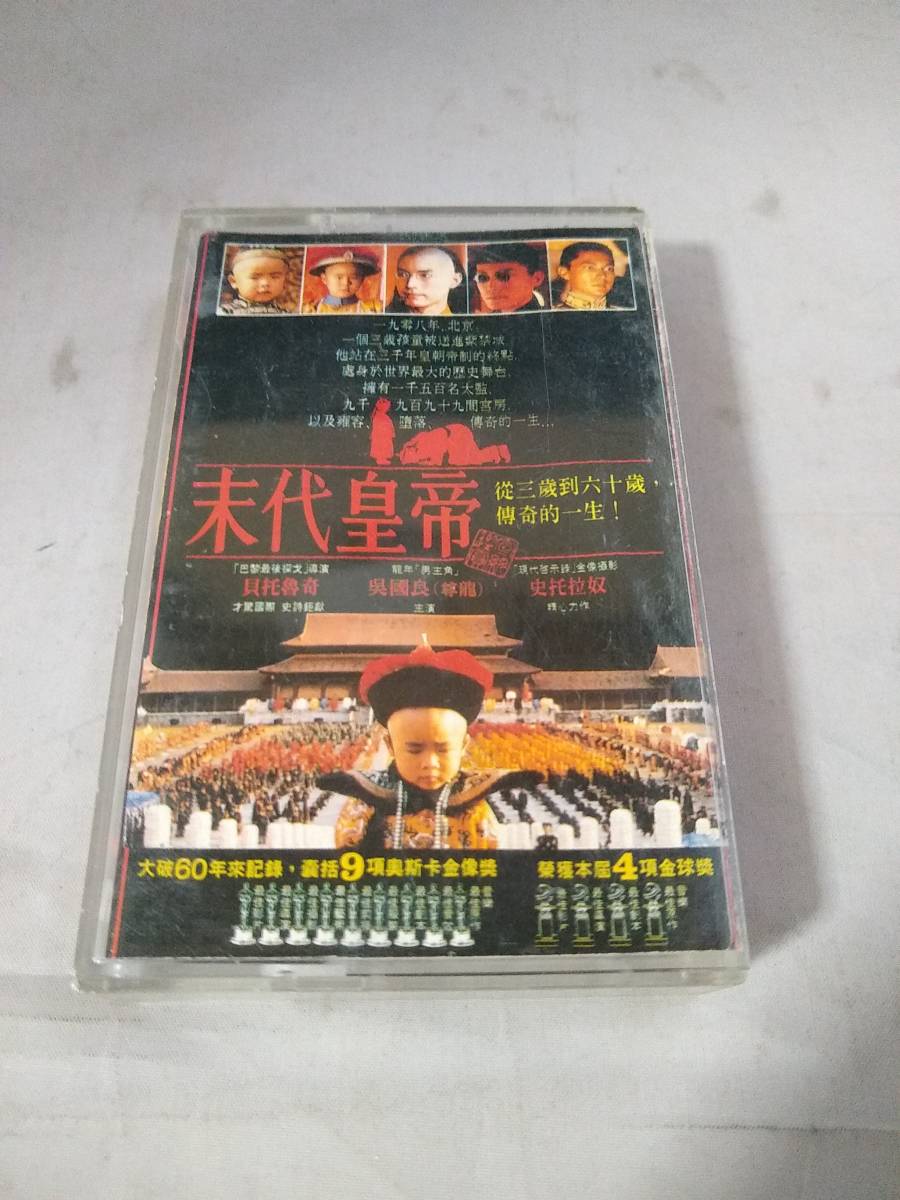 一九零八年,北京,
一個三歲孩童被送進紫禁城,
他站在三千年皇朝帝制的終點,
處身於世界最大的歷史舞台,
擁有一千五百名太監,
九千 九百九十九間宮房,
以及雍容、 墮落、 傳奇的一生...
末代皇帝
從三歲到六十歲,
傳奇的一生!
「巴黎最後探戈」導演
貝托魯奇
才驚國際 史詩鉅獻
龍年「男主角」
吳國良(尊龍)
主演
「現代啓示錄」金像攝影
史托拉奴
精心力作
大破60年來記錄,囊括9項奧斯卡金像獎
榮獲本屆4項金球獎